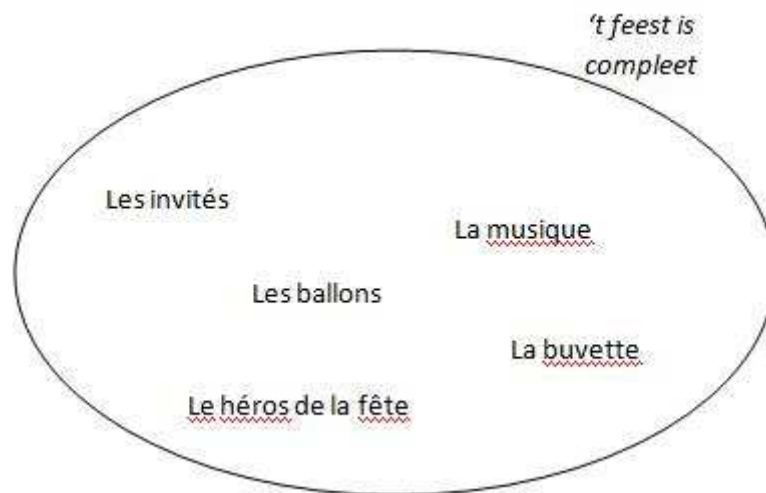 ‘t feest is
compleet
Les invités
La musique
Les ballons
La buvette
Le héros de la fête